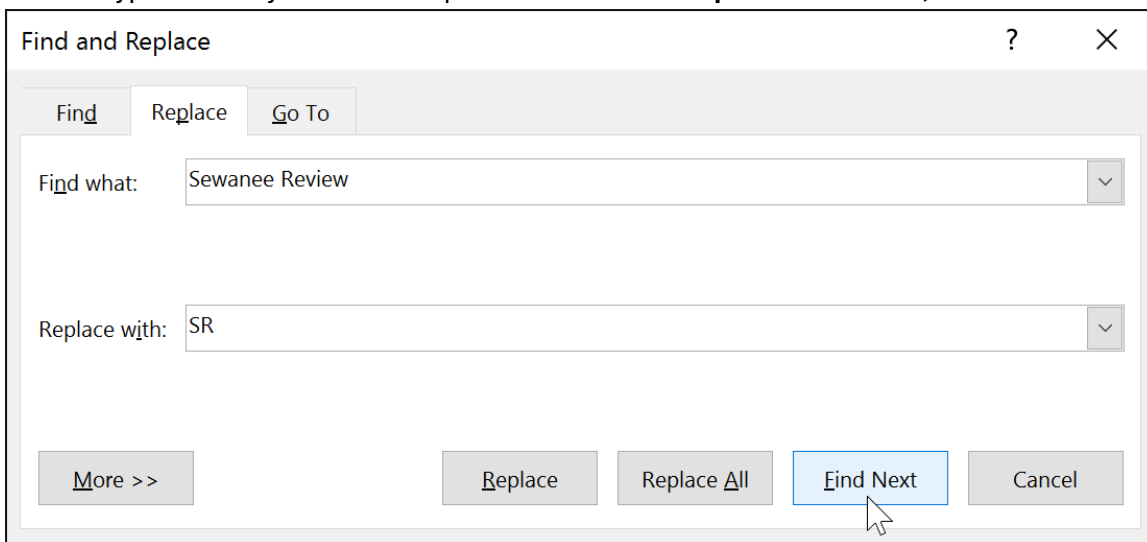 Find and Replace ?
Find Replace Go To
Find what: Sewanee Review
Replace with: SR
More >> Replace Replace All Find Next Cancel